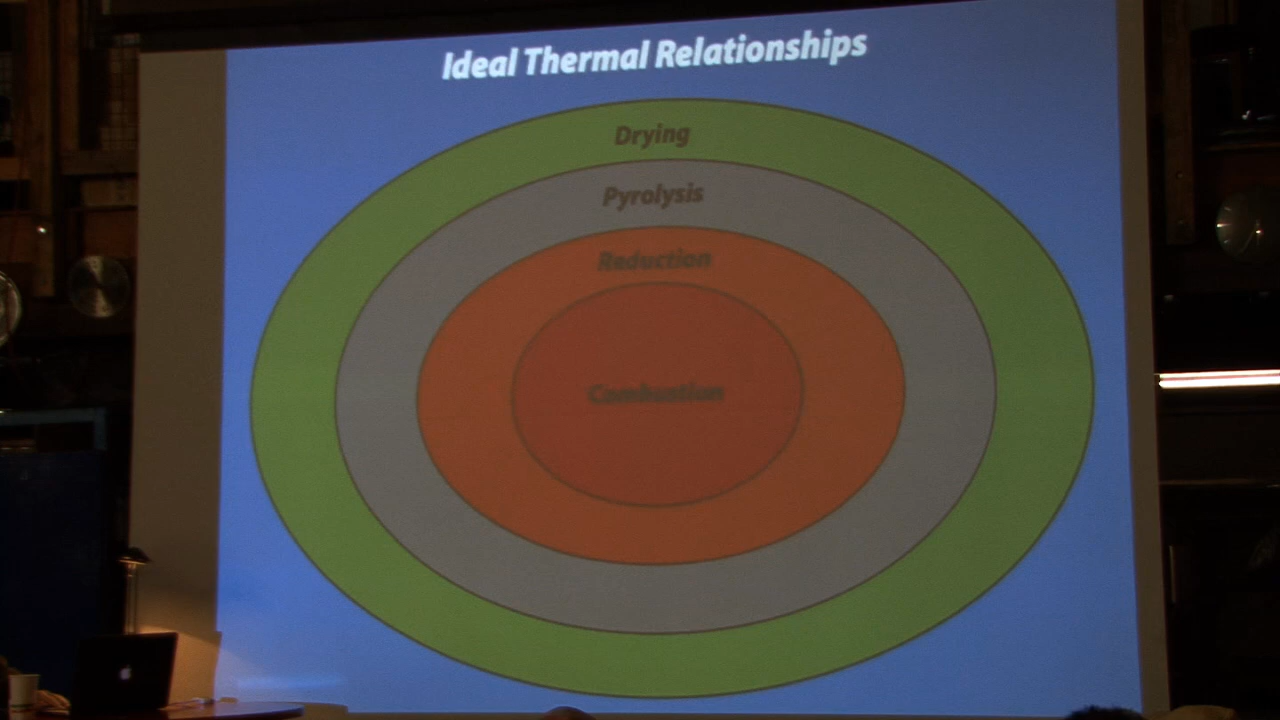 Ideal Thermal Relationships
Drying
Pyrolysis
Reduction
Combustion